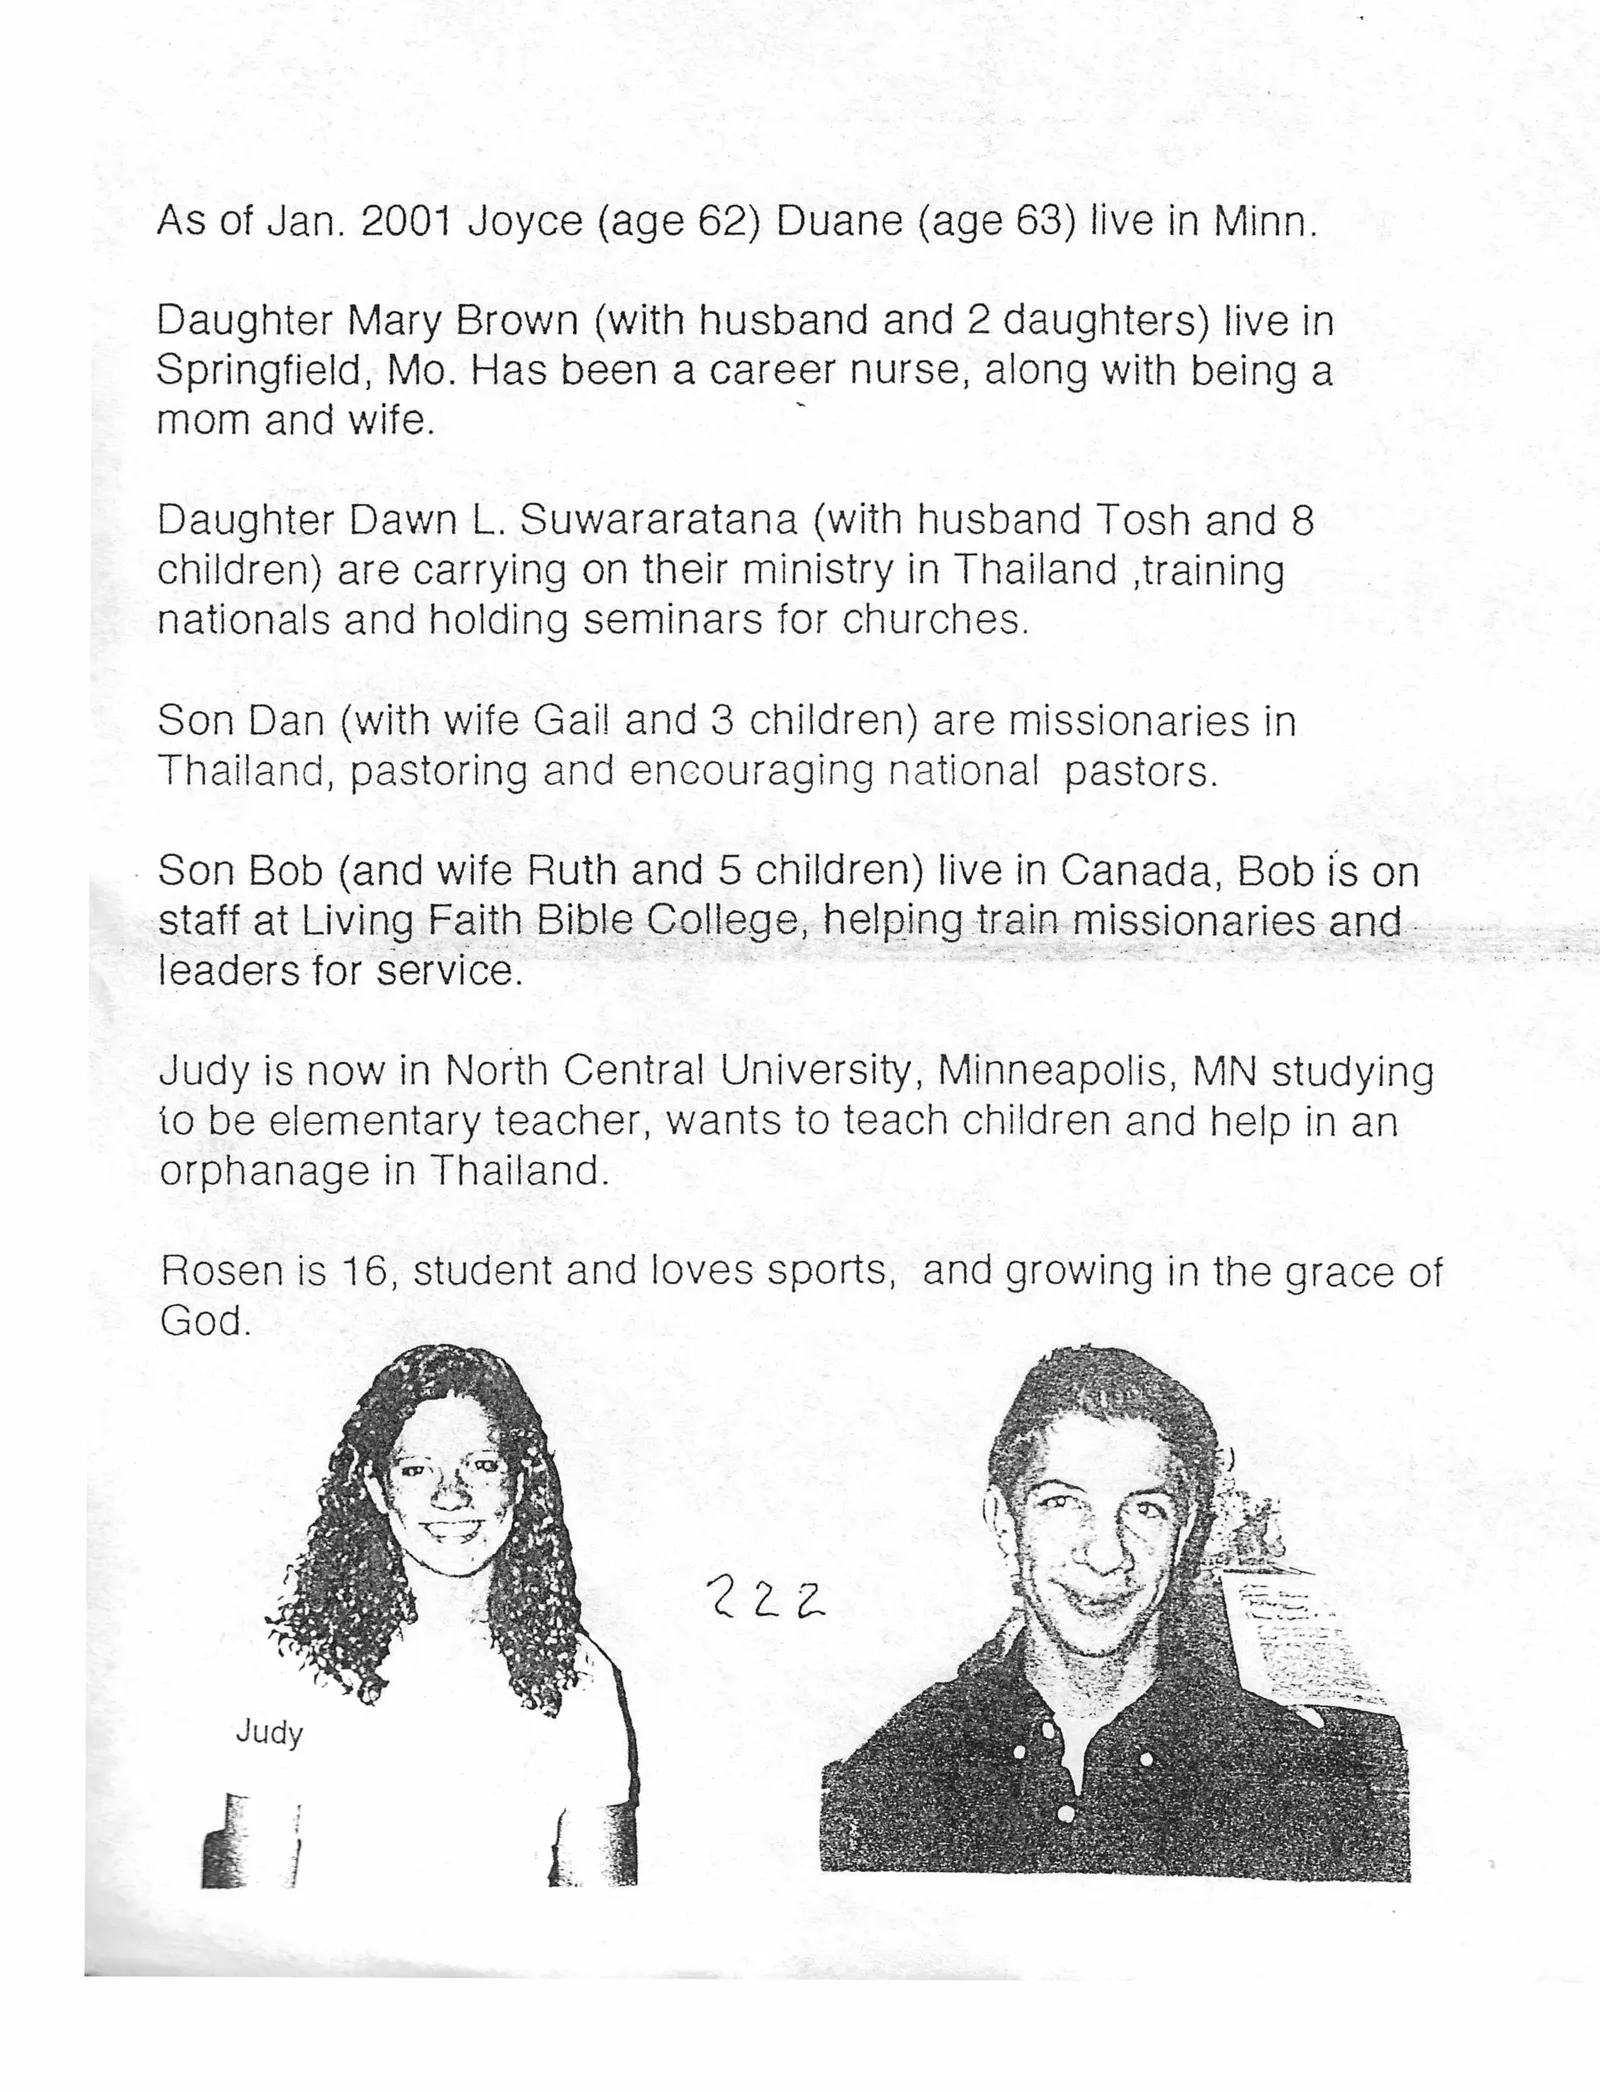 As of Jan. 2001 Joyce (age 62) Duane (age 63) live in Minn.
Daughter Mary Brown (with husband and 2 daughters) live in
Springfield, Mo. Has been a career nurse, along with being a
mom and wife.
Daughter Dawn L. Suwararatana (with husband Tosh and 8
children) are carrying on their ministry in Thailand ,training
nationals and holding seminars for churches.
Son Dan (with wife Gail and 3 children) are missionaries in
Thailand, pastoring and encouraging national pastors.
Son Bob (and wife Ruth and 5 children) live in Canada, Bob is on
staff at Living Faith Bible College, helping train missionaries and
leaders for service.
Judy is now in North Central University, Minneapolis, MN studying
to be elementary teacher, wants to teach children and help in an
orphanage in Thailand.
Rosen is 16, student and loves sports, and growing in the grace of
God.
222
Judy